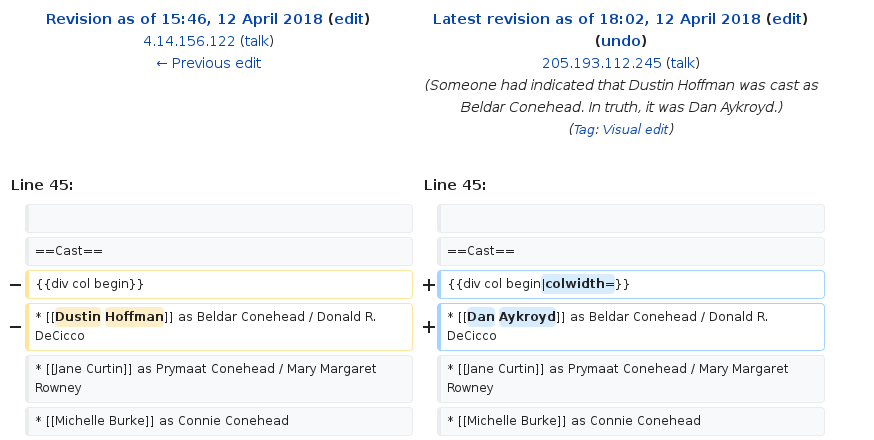 Revision as of 15:46, 12 April 2018 (edit)
4.14.156.122 (talk)
← Previous edit
Latest revision as of 18:02, 12 April 2018 (edit)
(undo)
205.193.112.245 (talk)
(Someone had indicated that Dustin Hoffman was cast as
Beldar Conehead. In truth, it was Dan Aykroyd.)
(Tag: Visual edit)
Line 45:
Line 45:
==Cast==
==Cast==
− {{div col begin}}
+ {{div col begin|colwidth=}}
− * [[Dustin Hoffman]] as Beldar Conehead / Donald R.
DeCicco
+ * [[Dan Aykroyd]] as Beldar Conehead / Donald R.
DeCicco
* [[Jane Curtin]] as Prymaat Conehead / Mary Margaret
Rowney
* [[Jane Curtin]] as Prymaat Conehead / Mary Margaret
Rowney
* [[Michelle Burke]] as Connie Conehead
* [[Michelle Burke]] as Connie Conehead